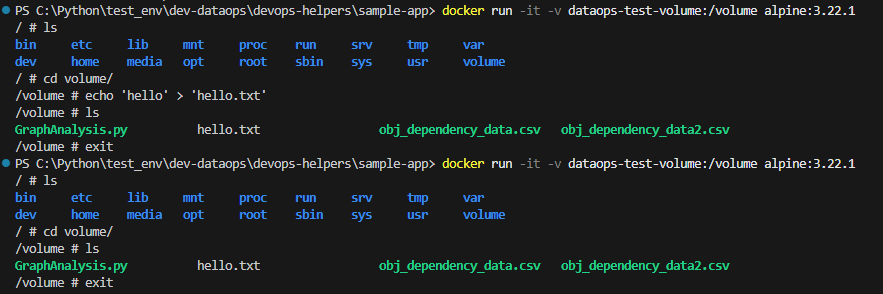 PS C:\Python\test_env\dev-dataops\devops-helpers\sample-app> docker run -it -v dataops-test-volume:/volume alpine:3.22.1
/ # ls
bin etc lib mnt proc run srv tmp var
dev home media opt root sbin sys usr volume
/ # cd volume/
/volume # echo 'hello' > 'hello.txt'
/volume # ls
GraphAnalysis.py hello.txt obj_dependency_data.csv obj_dependency_data2.csv
/volume # exit
PS C:\Python\test_env\dev-dataops\devops-helpers\sample-app> docker run -it -v dataops-test-volume:/volume alpine:3.22.1
/ # ls
bin etc lib mnt proc run srv tmp var
dev home media opt root sbin sys usr volume
/ # cd volume/
/volume # ls
GraphAnalysis.py hello.txt obj_dependency_data.csv obj_dependency_data2.csv
/volume # exit